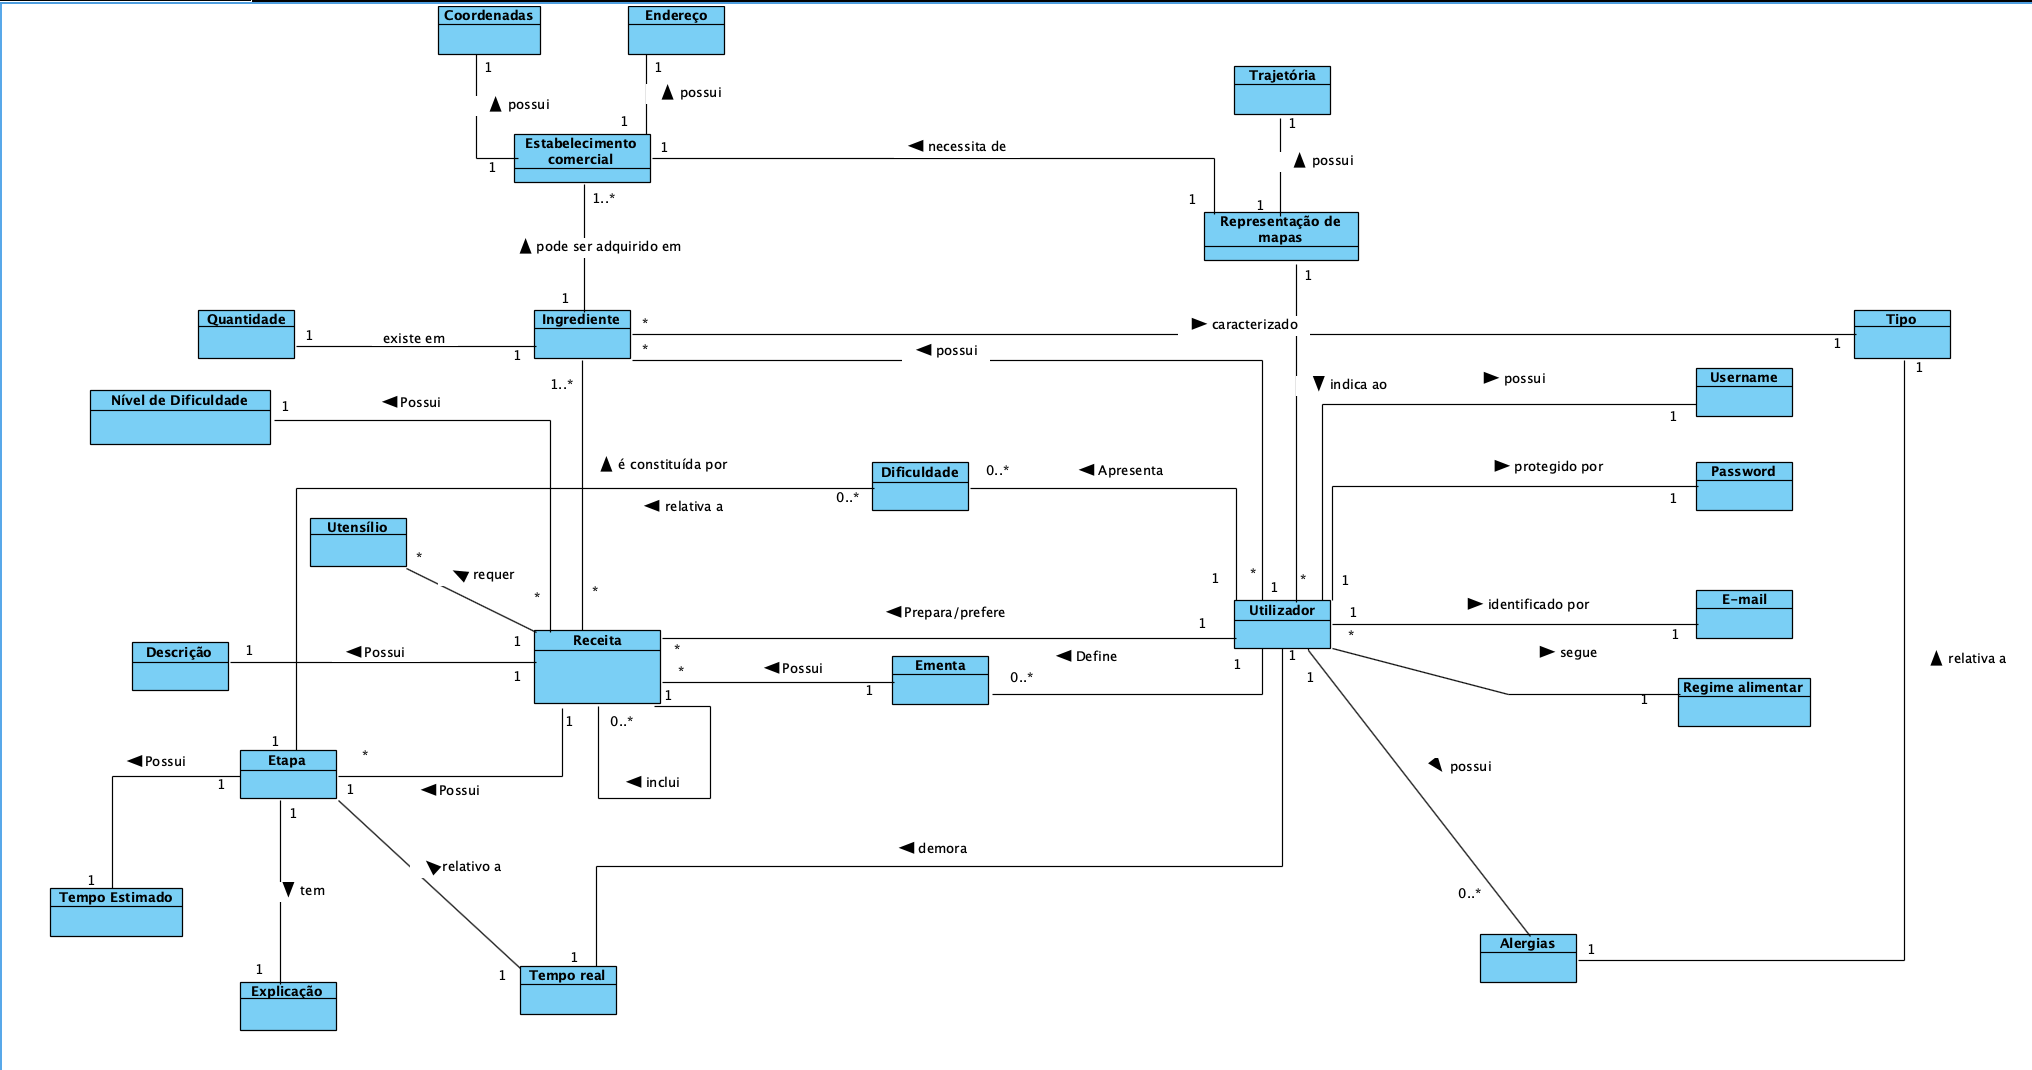 Coordenadas
Endereço
1
1
Trajetória
▲ possui
▲ possui
1
1
Estabelecimento
comercial
1
◀ necessita de
1
▲ possui
1
1..*
1
1
Representação de
mapas
▲ pode ser adquirido em
1
1
Quantidade
Ingrediente
*
▶ caracterizado
Tipo
1
existe em
1
*
◀ possui
1
1
1..*
▼ indica ao
▶ possui
Username
1
Nível de Dificuldade
1
◀ Possui
▲ é constituída por
Dificuldade
0..*
◀ Apresenta
▶ protegido por
Password
1
0..*
◀ relativa a
Utensílio
*
◀ requer
*
*
1
*
1
*
1
◀ Prepara/prefere
1
Utilizador
1
▶ identificado por
E-mail
1
1
Receita
*
*
Descrição
1
◀ Possui
1
*
◀ Possui
1
Ementa
0..*
◀ Define
1
1
▶ segue
1
Regime alimentar
▲ relativa a
1
1
1
0..*
1
Etapa
*
◀ Possui
1
1
◀ Possui
◀ inclui
▶ possui
1
◀ demora
◀ relativo a
1
Tempo Estimado
▼ tem
0..*
Alergias
1
1
Explicação
1
1
Tempo real